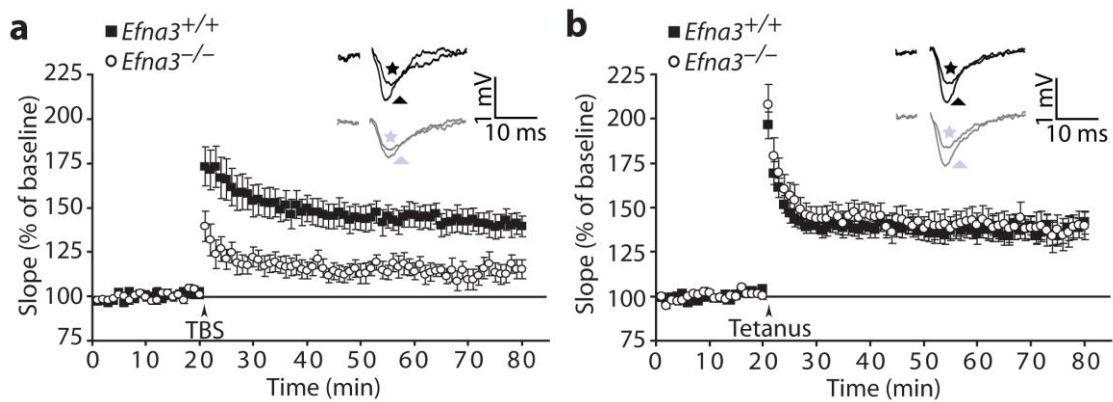 a
Efna3+/+
Efna3−/−
225
200
175
150
125
100
75
Slope (% of baseline)
0 10 20 30 40 50 60 70 80
Time (min)
TBS
1 mV
10 ms
b
Efna3+/+
Efna3−/−
225
200
175
150
125
100
75
Slope (% of baseline)
0 10 20 30 40 50 60 70 80
Time (min)
Tetanus
1 mV
10 ms